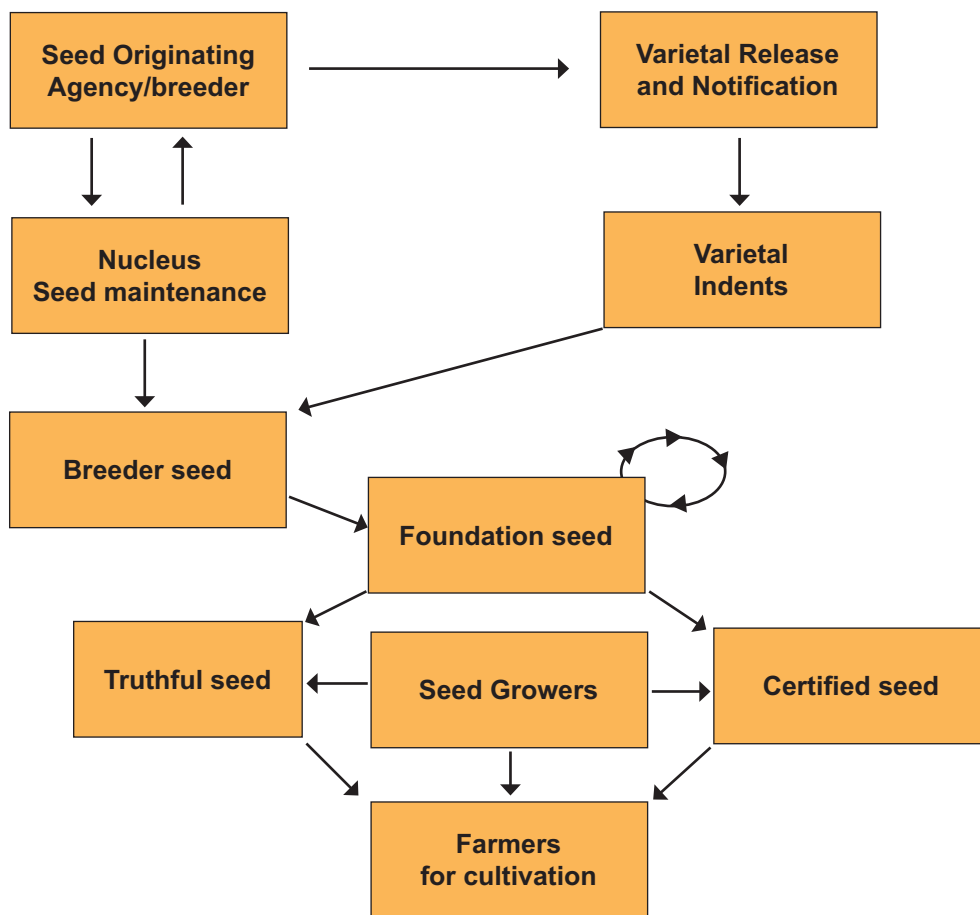 Seed Originating
Agency/breeder
Varietal Release
and Notification
Nucleus
Seed maintenance
Varietal
Indents
Breeder seed
Foundation seed
Truthful seed
Seed Growers
Certified seed
Farmers
for cultivation